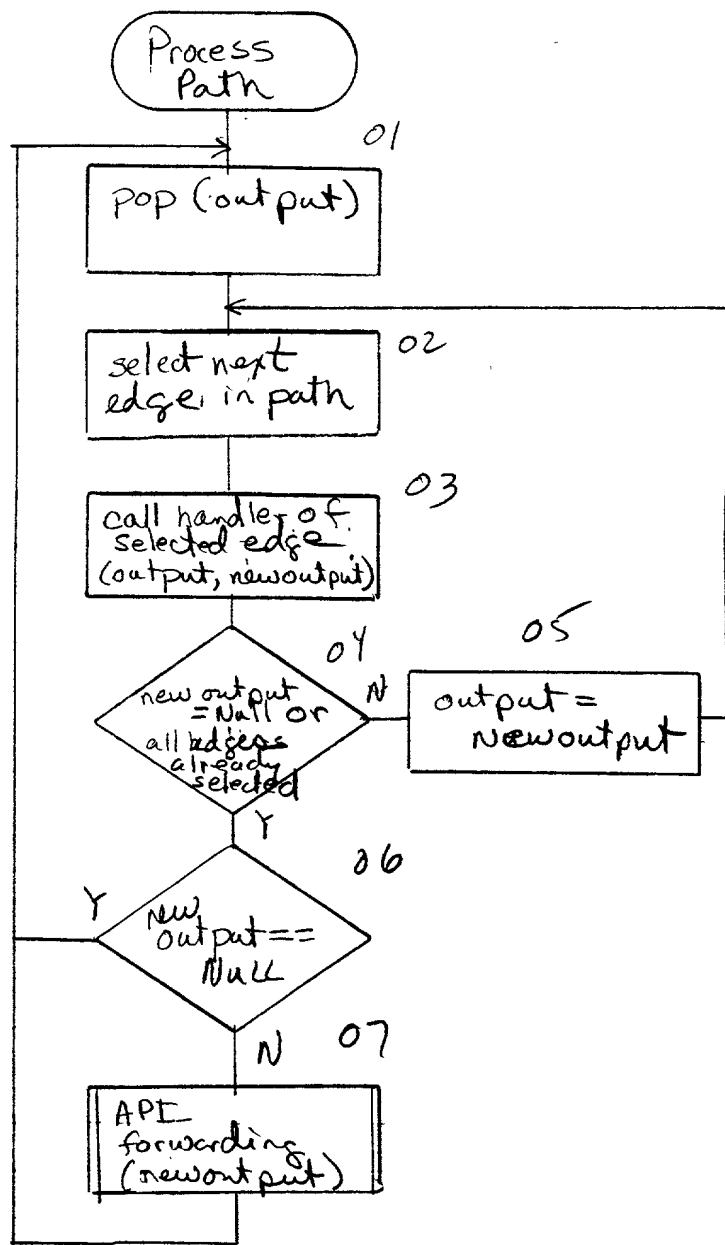 Process
Path
01
pop (output)
02
select next
edge in path
03
call handler of
selected edge
(output, newoutput)
04
new output
= Null or
all edges
already
selected
N
05
output =
Newoutput
Y
06
Y
New
output ==
Null
N
07
API
forwarding
(newoutput)